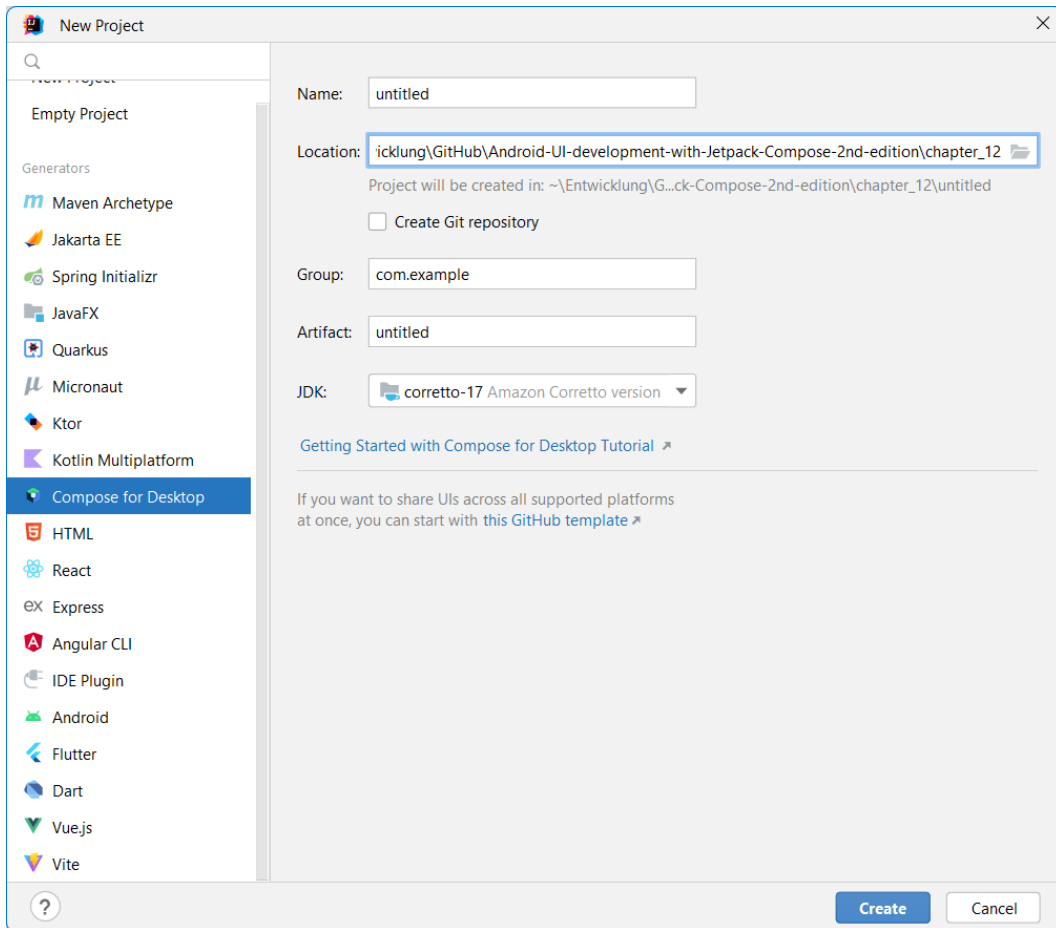 New Project
New Project
Empty Project
Generators
Maven Archetype
Jakarta EE
Spring Initializr
JavaFX
Quarkus
Micronaut
Ktor
Kotlin Multiplatform
Compose for Desktop
HTML
React
ex Express
Angular CLI
IDE Plugin
Android
Flutter
Dart
Vue.js
Vite
Name: untitled
Location: icklung\GitHub\Android-UI-development-with-Jetpack-Compose-2nd-edition\chapter_12
Project will be created in: ~\Entwicklung\G...ck-Compose-2nd-edition\chapter_12\untitled
Create Git repository
Group: com.example
Artifact: untitled
JDK: corretto-17 Amazon Corretto version
Getting Started with Compose for Desktop Tutorial ↗
If you want to share UIs across all supported platforms
at once, you can start with this GitHub template ↗
? Create Cancel